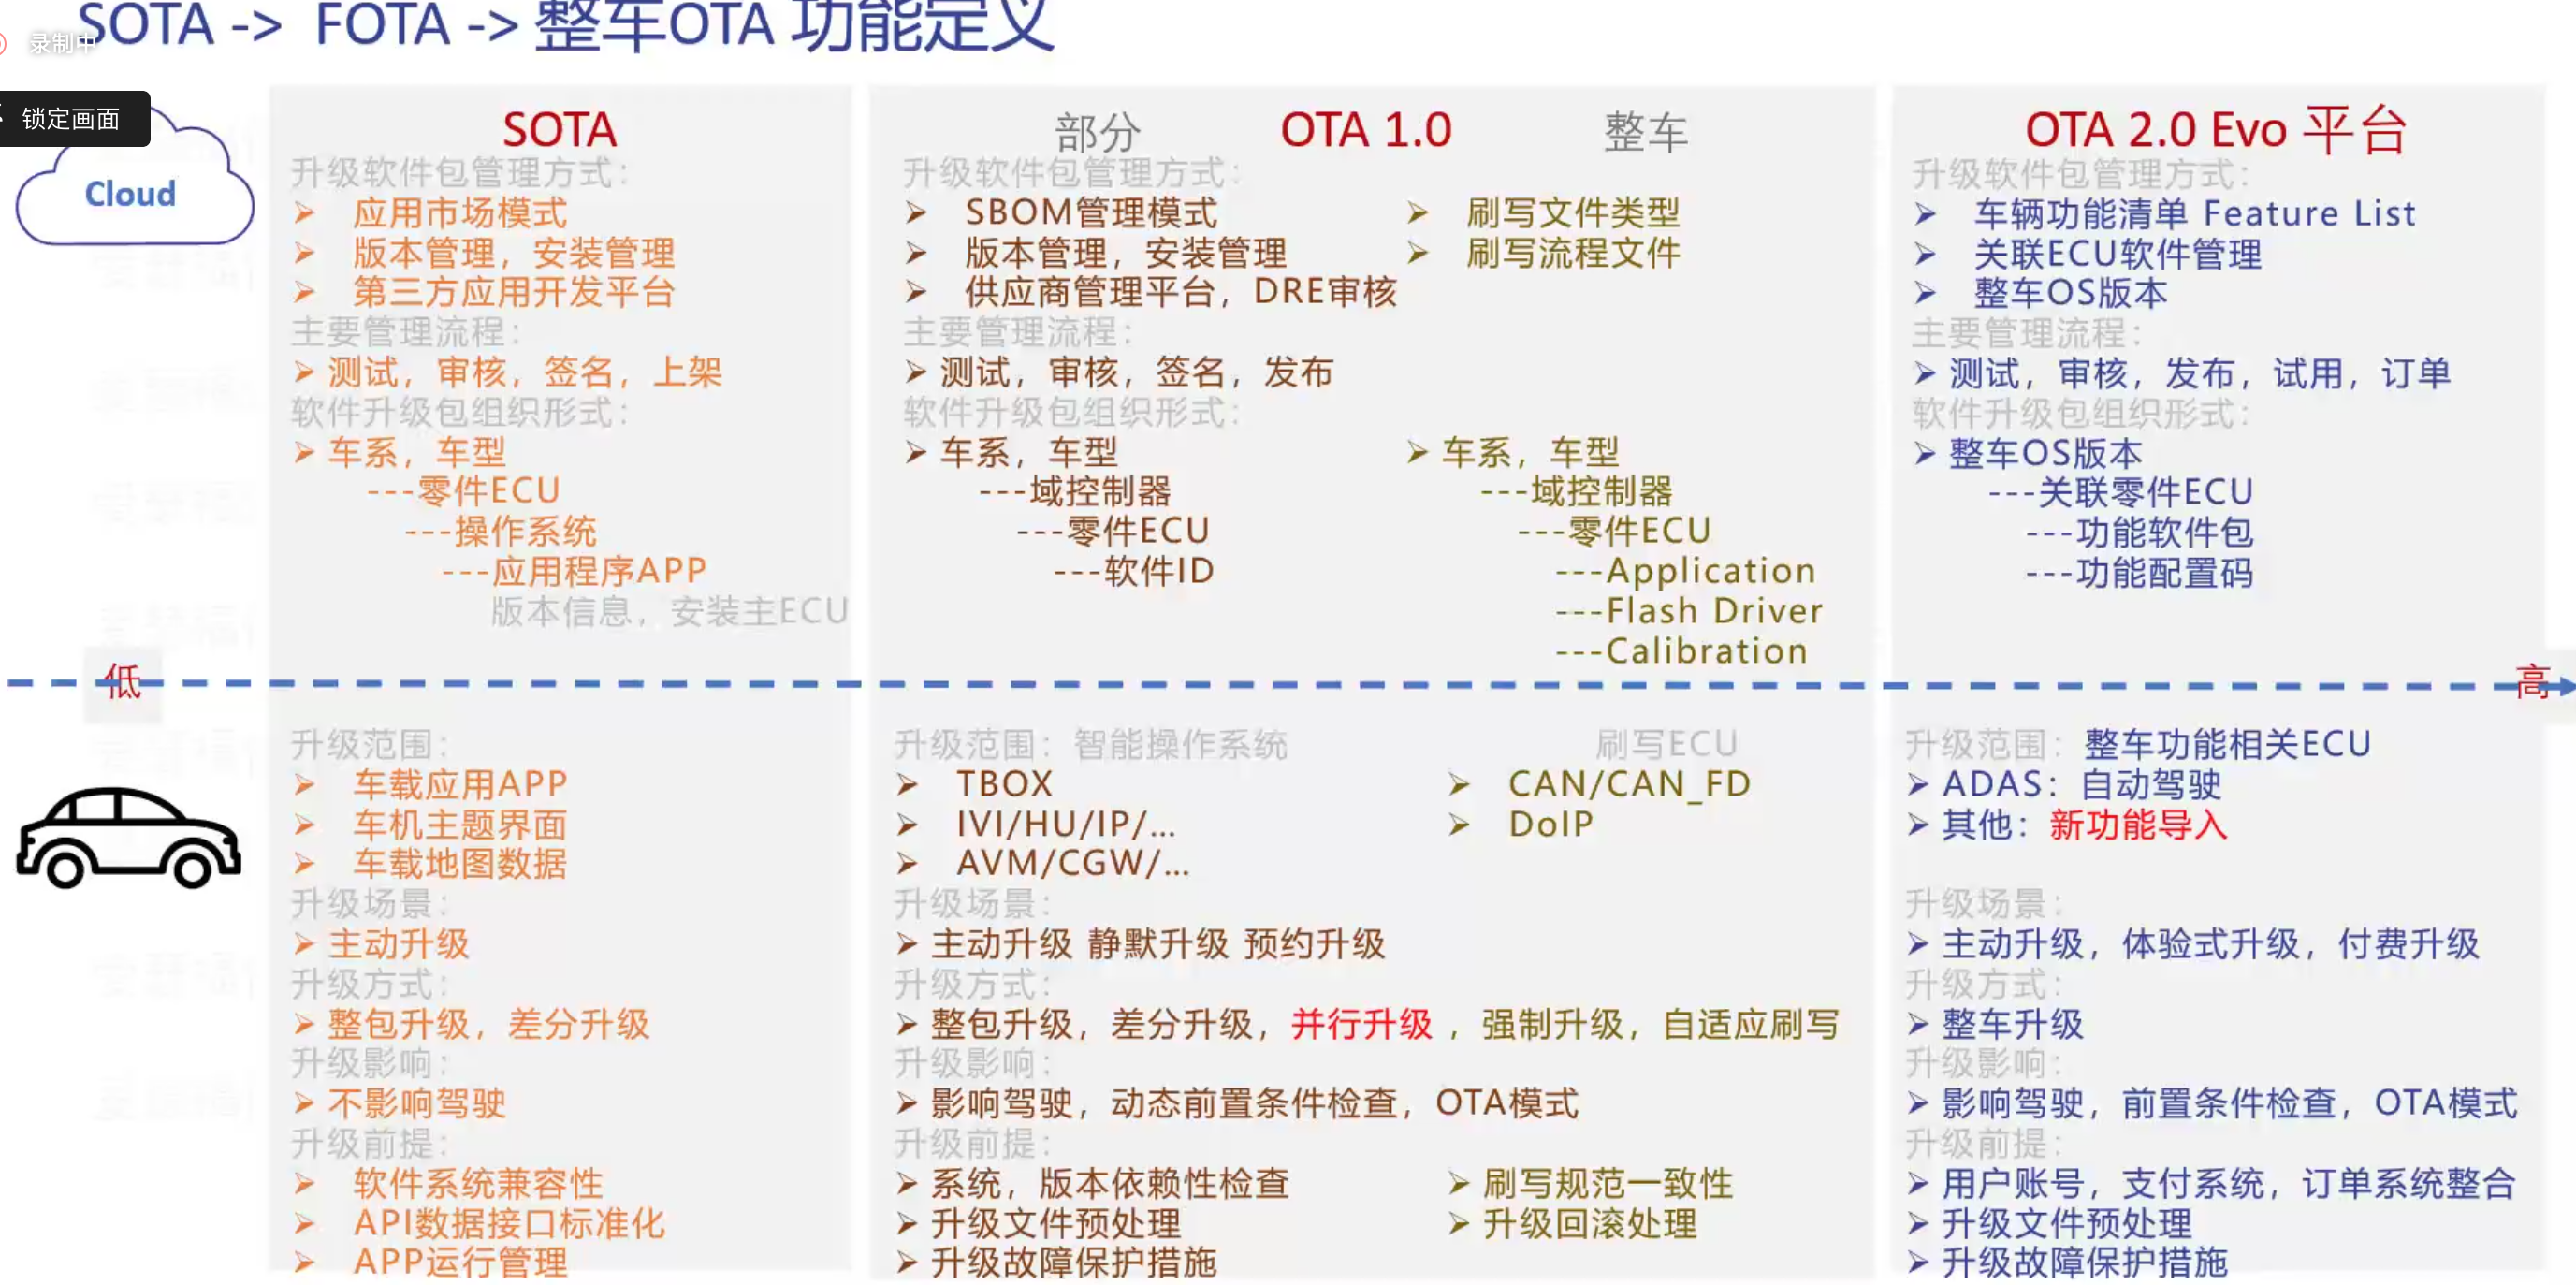 SOTA -> FOTA -> 整车OTA 功能定义
录制中
锁定画面
Cloud
SOTA
升级软件包管理方式：
应用市场模式
版本管理，安装管理
第三方应用开发平台
主要管理流程：
测试，审核，签名，上架
软件升级包组织形式：
车系，车型
---零件ECU
---操作系统
---应用程序APP
版本信息，安装主ECU
部分 OTA 1.0 整车
升级软件包管理方式：
SBOM管理模式
版本管理，安装管理
供应商管理平台，DRE审核
刷写文件类型
刷写流程文件
主要管理流程：
测试，审核，签名，发布
软件升级包组织形式：
车系，车型
---域控制器
---零件ECU
---软件ID
车系，车型
---域控制器
---零件ECU
---Application
---Flash Driver
---Calibration
OTA 2.0 Evo 平台
升级软件包管理方式：
车辆功能清单 Feature List
关联ECU软件管理
整车OS版本
主要管理流程：
测试，审核，发布，试用，订单
软件升级包组织形式：
整车OS版本
---关联零件ECU
---功能软件包
---功能配置码
低
高
升级范围：
车载应用APP
车机主题界面
车载地图数据
升级场景：
主动升级
升级方式：
整包升级，差分升级
升级影响：
不影响驾驶
升级前提：
软件系统兼容性
API数据接口标准化
APP运行管理
升级范围：智能操作系统
TBOX
IVI/HU/IP/...
AVM/CGW/...
刷写ECU
CAN/CAN_FD
DoIP
升级场景：
主动升级 静默升级 预约升级
升级方式：
整包升级，差分升级，并行升级，强制升级，自适应刷写
升级影响：
影响驾驶，动态前置条件检查，OTA模式
升级前提：
系统，版本依赖性检查
升级文件预处理
升级故障保护措施
刷写规范一致性
升级回滚处理
升级范围：整车功能相关ECU
ADAS：自动驾驶
其他：新功能导入
升级场景：
主动升级，体验式升级，付费升级
升级方式：
整车升级
升级影响：
影响驾驶，前置条件检查，OTA模式
升级前提：
用户账号，支付系统，订单系统整合
升级文件预处理
升级故障保护措施